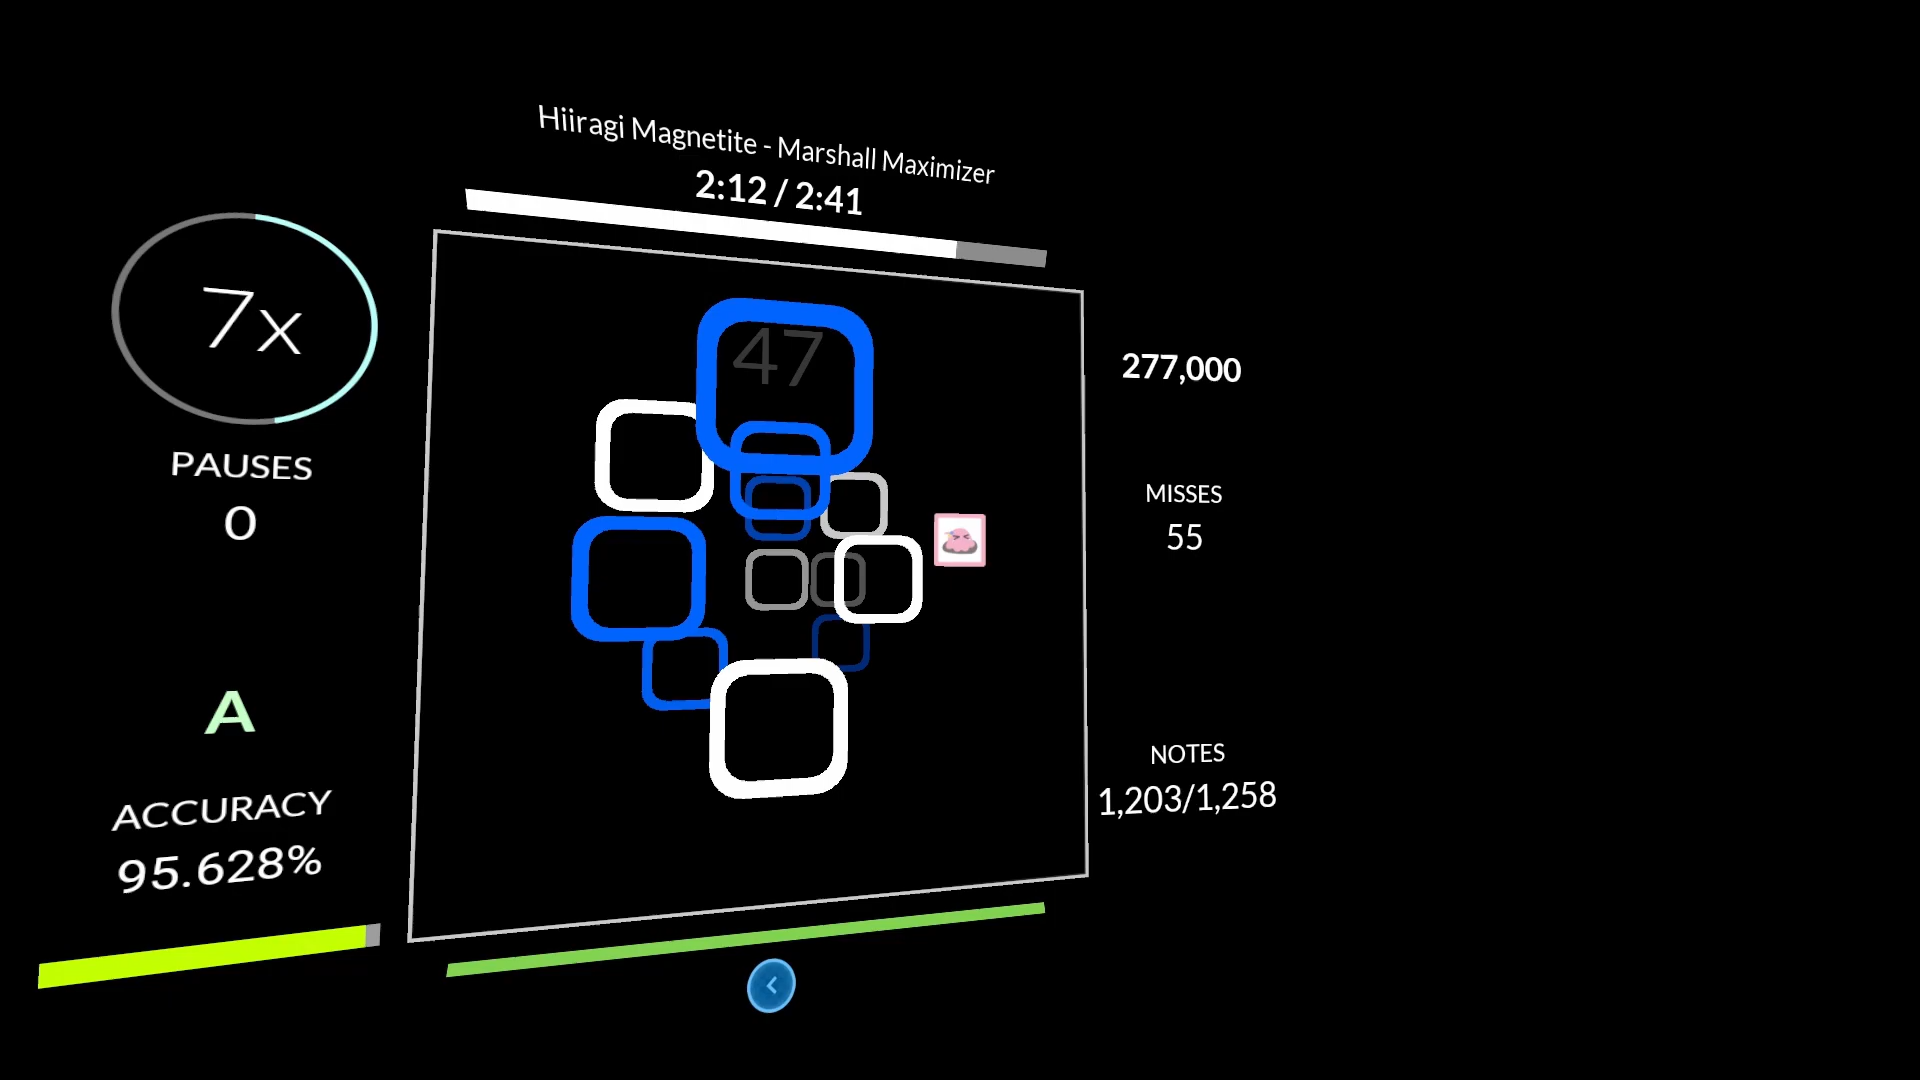 Hiiragi Magnetite - Marshall Maximizer
2:12 / 2:41
7x
47
277,000
PAUSES
0
MISSES
55
A
NOTES
1,203/1,258
ACCURACY
95.628%